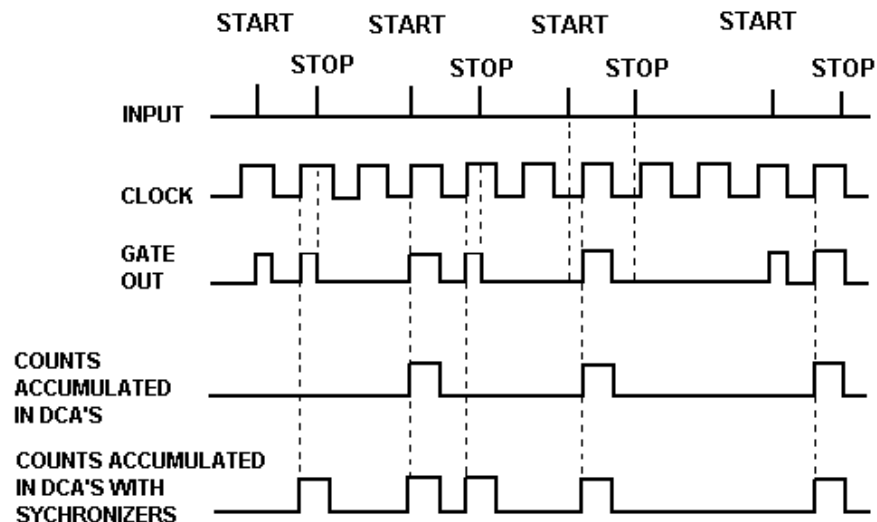 START START START START
STOP STOP STOP STOP
INPUT
CLOCK
GATE
OUT
COUNTS
ACCUMULATED
IN DCA'S
COUNTS ACCUMULATED
IN DCA'S WITH
SYCHRONIZERS